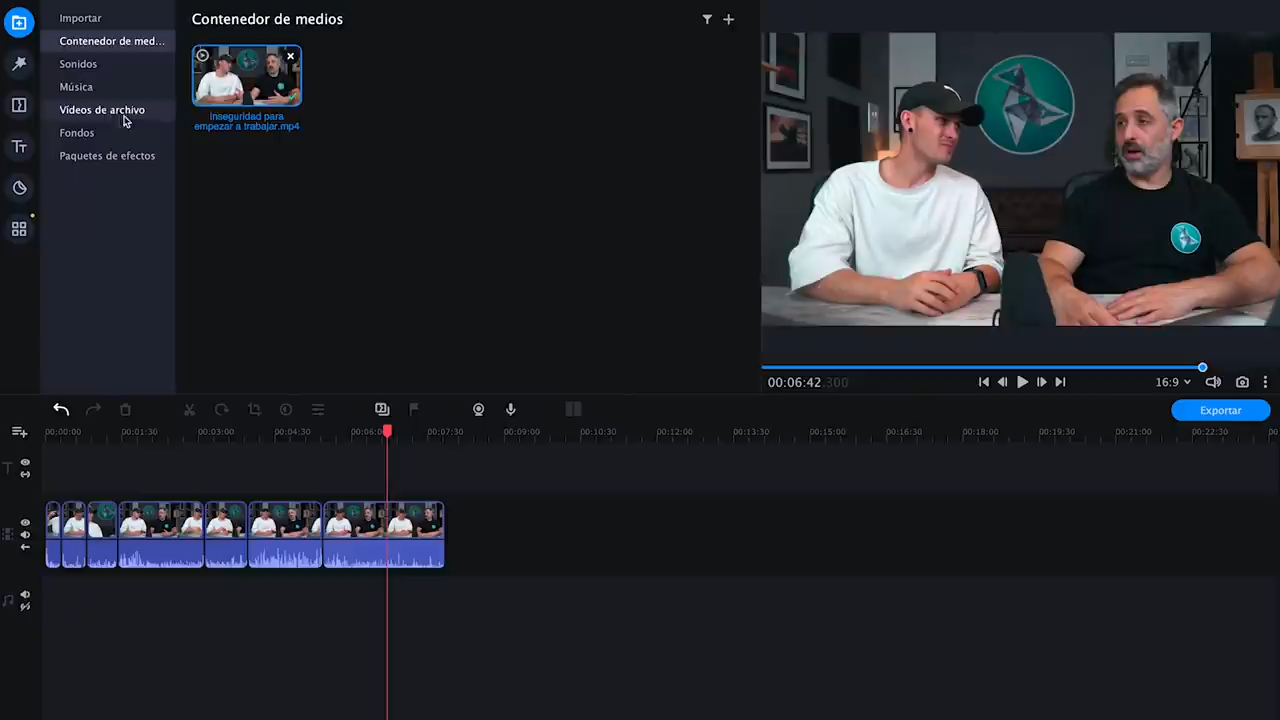 Importar
Contenedor de med...
Sonidos
Música
Vídeos de archivo
Fondos
Paquetes de efectos
Contenedor de medios
Inseguridad para
empezar a trabajar.mp4
00:06:42.300
16:9
Exportar
00:00:00
00:01:30
00:03:00
00:04:30
00:06:0
00:07:30
00:09:00
00:10:30
00:12:00
00:13:30
00:15:00
00:16:30
00:18:00
00:19:30
00:21:00
00:22:30
00